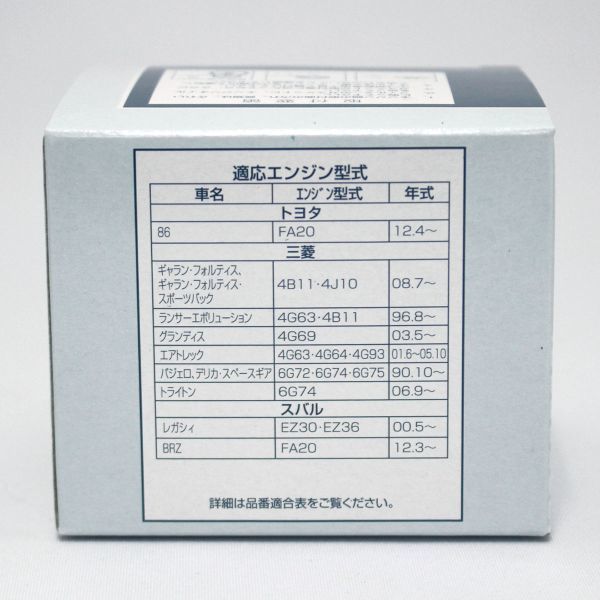 取付要領
適応エンジン型式
車名 エンジン型式 年式
トヨタ
86 FA20 12.4～
三菱
ギャラン・フォルティス、
ギャラン・フォルティス・
スポーツバック 4B11・4J10 08.7～
ランサーエボリューション 4G63・4B11 96.8～
グランディス 4G69 03.5～
エアトレック 4G63・4G64・4G93 01.6～05.10
パジェロ、デリカ・スペースギア 6G72・6G74・6G75 90.10～
トライトン 6G74 06.9～
スバル
レガシィ EZ30・EZ36 00.5～
BRZ FA20 12.3～
詳細は品番適合表をご覧ください。